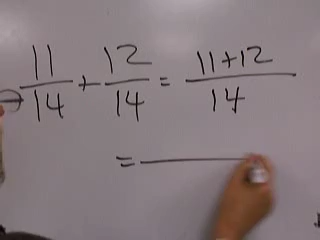 11/14 + 12/14 = 11+12/14
=